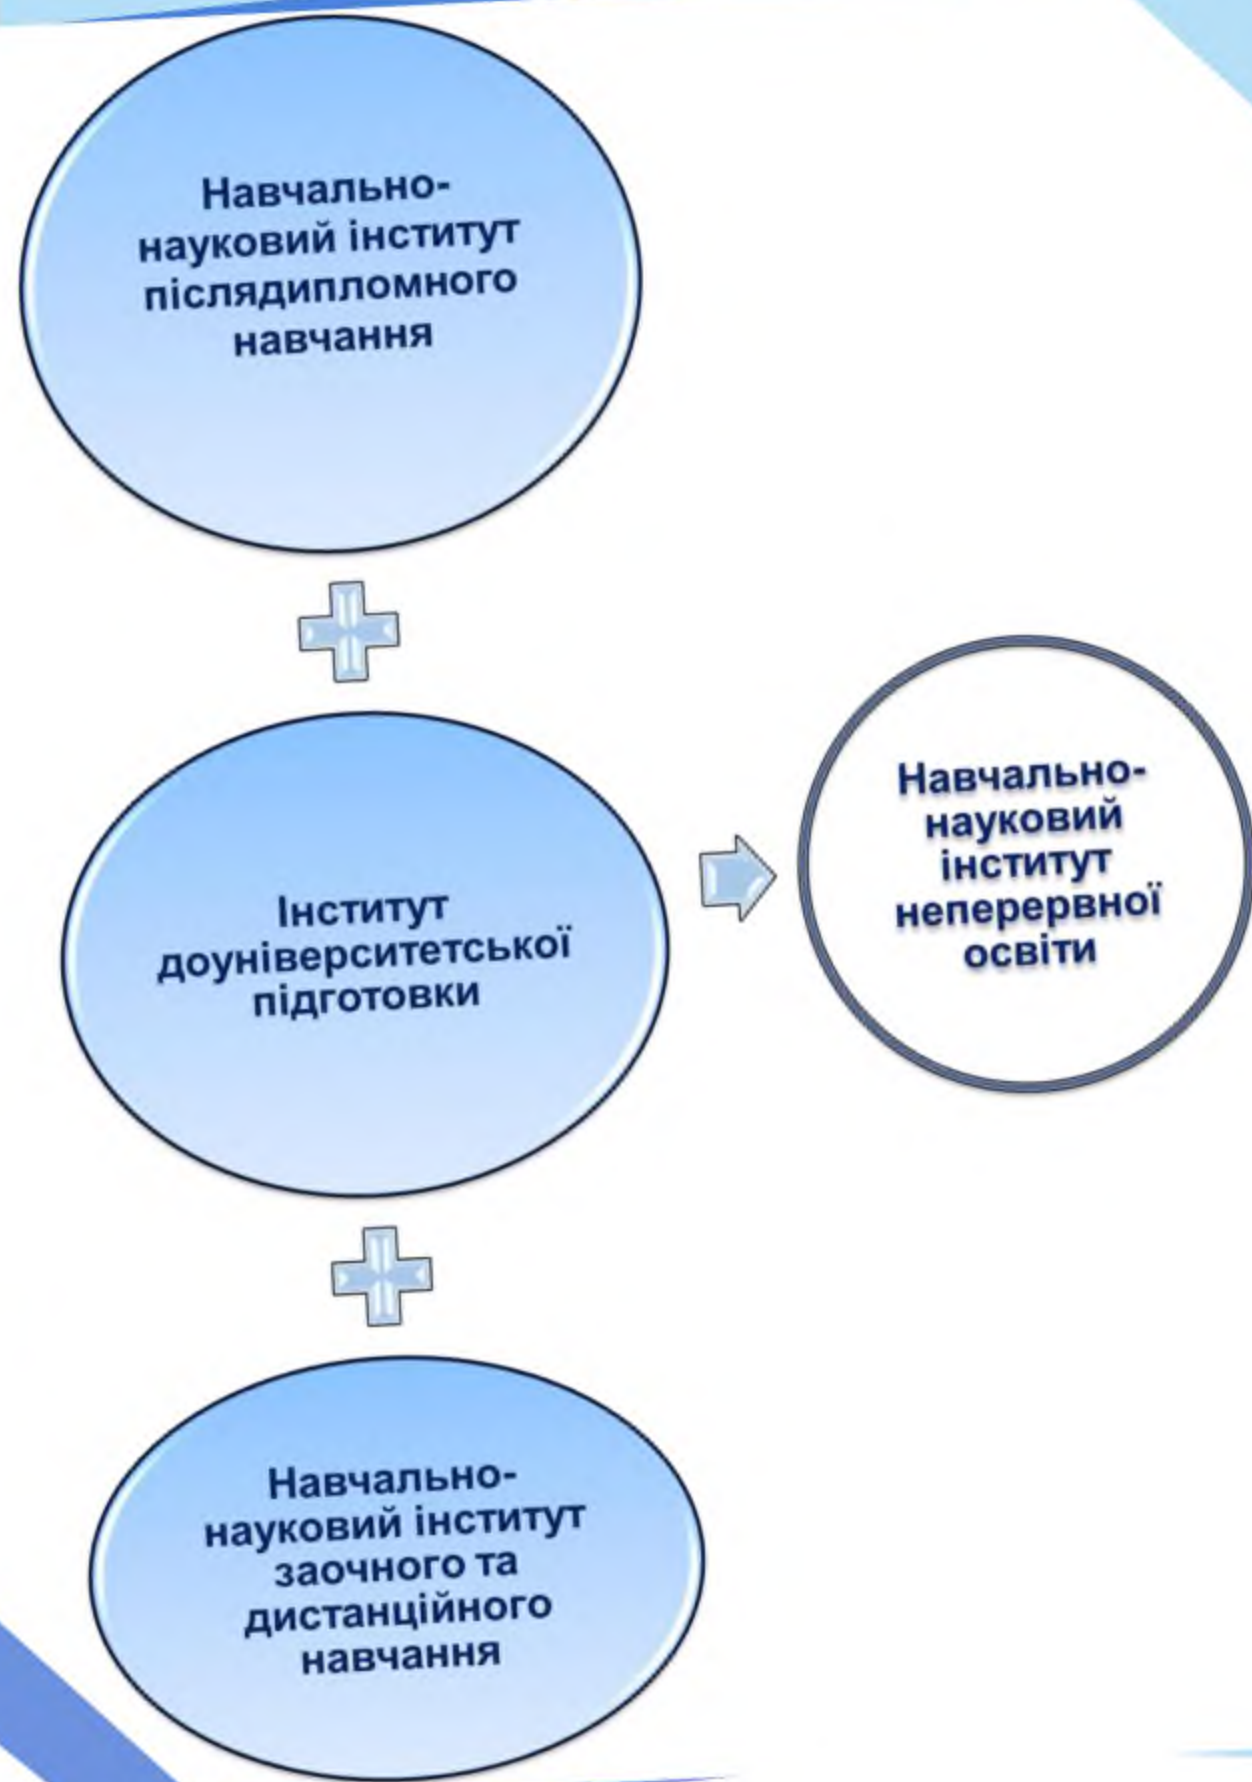 Навчально-
науковий інститут
післядипломного
навчання
Інститут
доуніверситетської
підготовки
Навчально-
науковий інститут
заочного та
дистанційного
навчання
Навчально-
науковий
інститут
неперервної
освіти